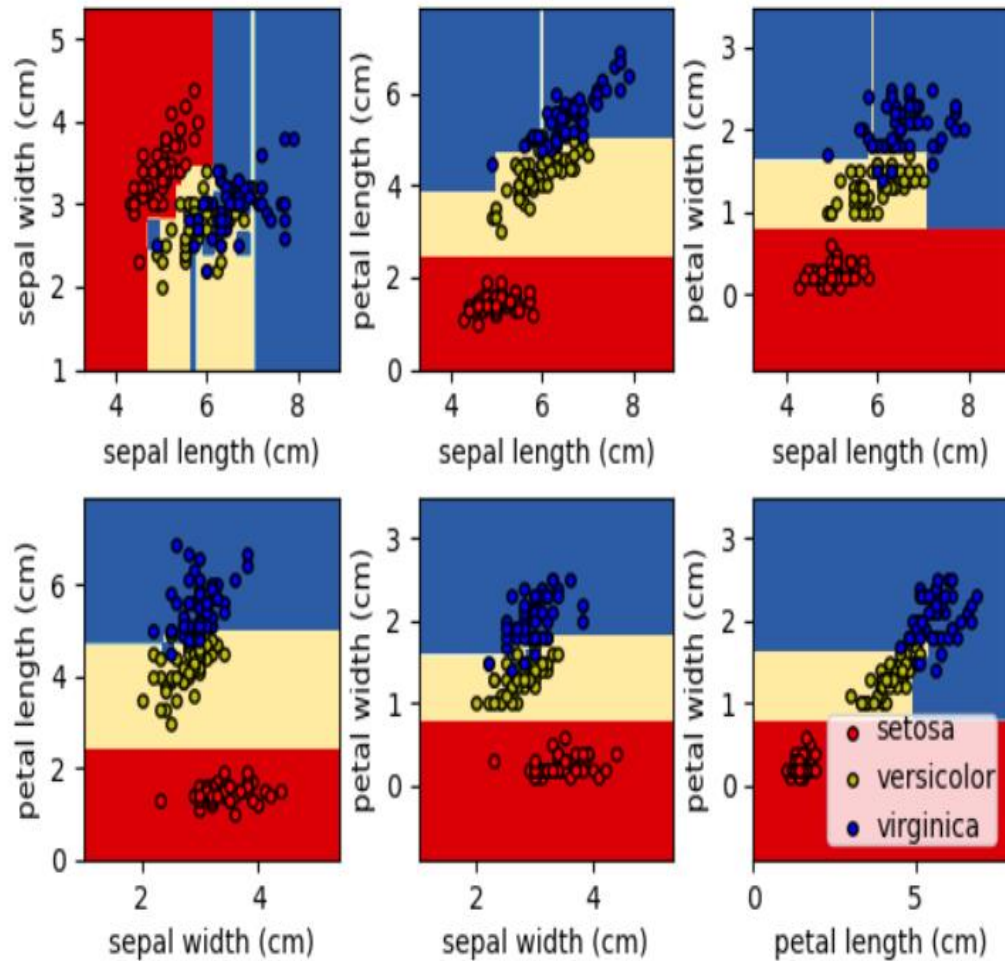 sepal width (cm)
5
4
3
2
1
4 6 8
sepal length (cm)
petal length (cm)
6
4
2
0
4 6 8
sepal length (cm)
petal width (cm)
3
2
1
0
4 6 8
sepal length (cm)
petal length (cm)
6
4
2
0
2 4
sepal width (cm)
petal width (cm)
3
2
1
0
2 4
sepal width (cm)
petal width (cm)
3
2
1
0
0 5
petal length (cm)
setosa
versicolor
virginica